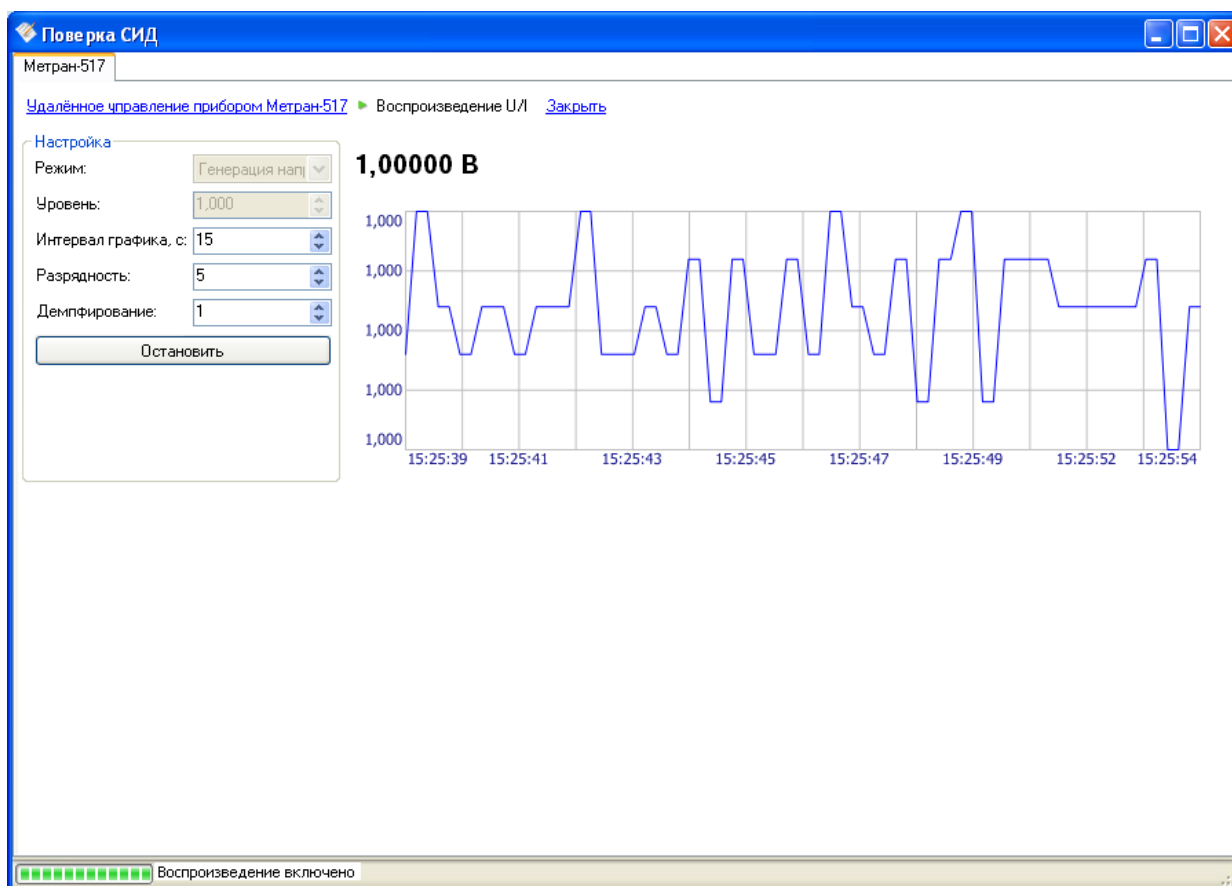 Поверка СИД
Метран-517
Удалённое управление прибором Метран-517 Воспроизведение U/I Закрыть
Настройка
Режим: Генерация нап
Уровень: 1,000
Интервал графика, с: 15
Разрядность: 5
Демпфирование: 1
Остановить
1,00000 В
1,000
1,000
1,000
1,000
1,000
15:25:39 15:25:41 15:25:43 15:25:45 15:25:47 15:25:49 15:25:52 15:25:54
Воспроизведение включено